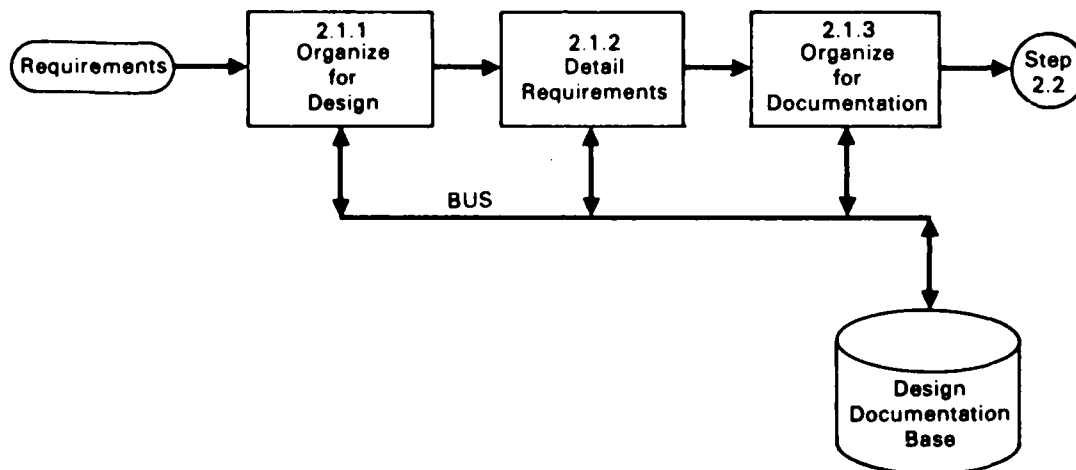 Requirements
2.1.1
Organize
for
Design
2.1.2
Detail
Requirements
2.1.3
Organize
for
Documentation
Step
2.2
BUS
Design
Documentation
Base